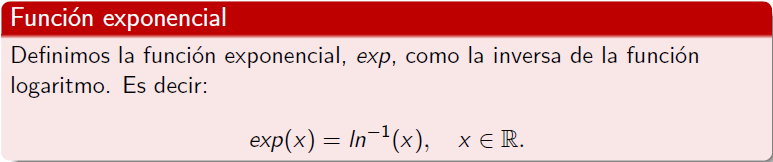 Función exponencial
Definimos la función exponencial, exp, como la inversa de la función
logaritmo. Es decir:
exp(x) = ln⁻¹(x), x ∈ ℝ.